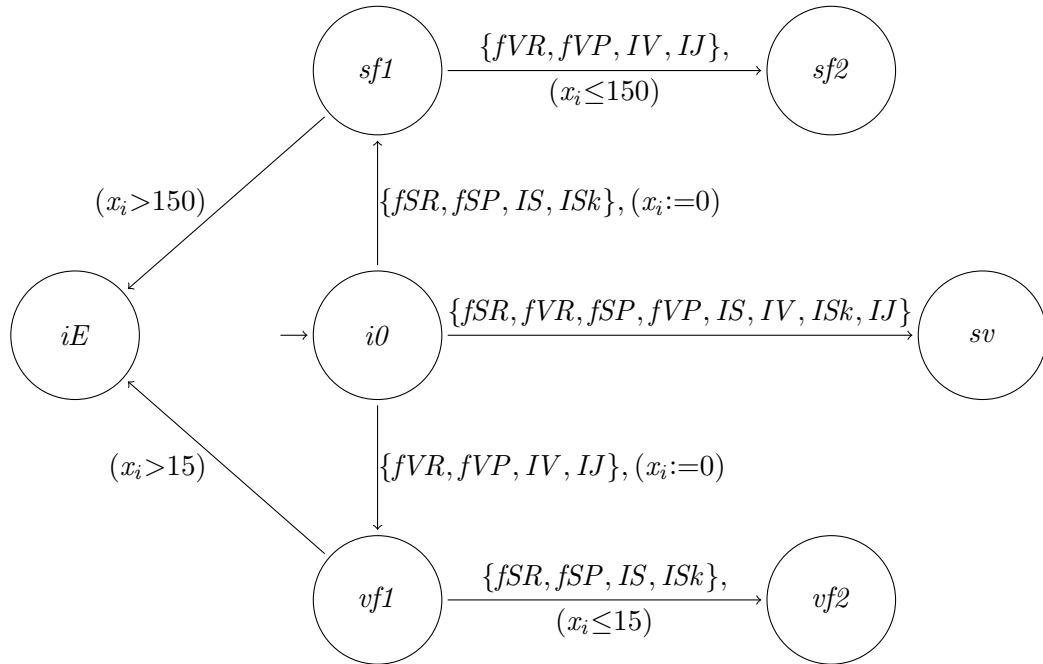 {fVR, fVP, IV, IJ},
sf1
sf2
(x_i≤150)
(x_i>150)
{fSR, fSP, IS, ISk}, (x_i:=0)
{fSR, fVR, fSP, fVP, IS, IV, ISk, IJ}
iE
i0
sv
(x_i>15)
{fVR, fVP, IV, IJ}, (x_i:=0)
{fSR, fSP, IS, ISk},
vf1
vf2
(x_i≤15)